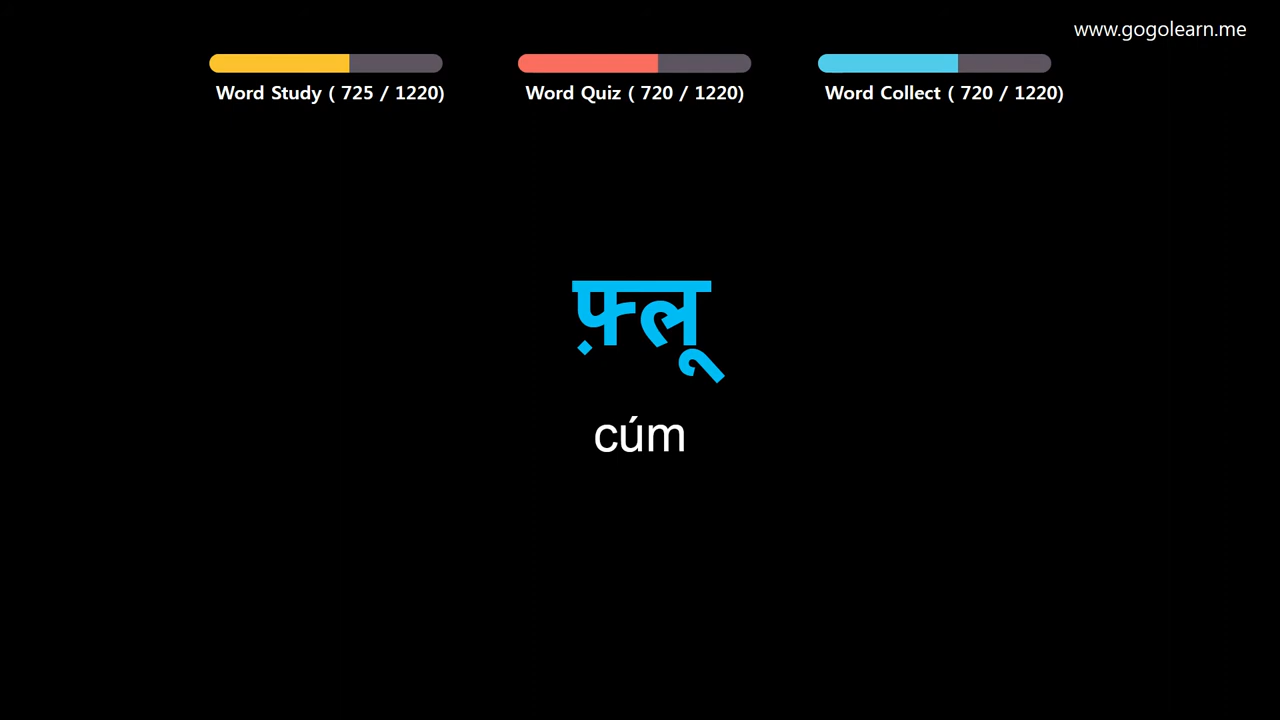 www.gogolearn.me
Word Study ( 725 / 1220)
Word Quiz ( 720 / 1220)
Word Collect ( 720 / 1220)
फ़्लू
cúm